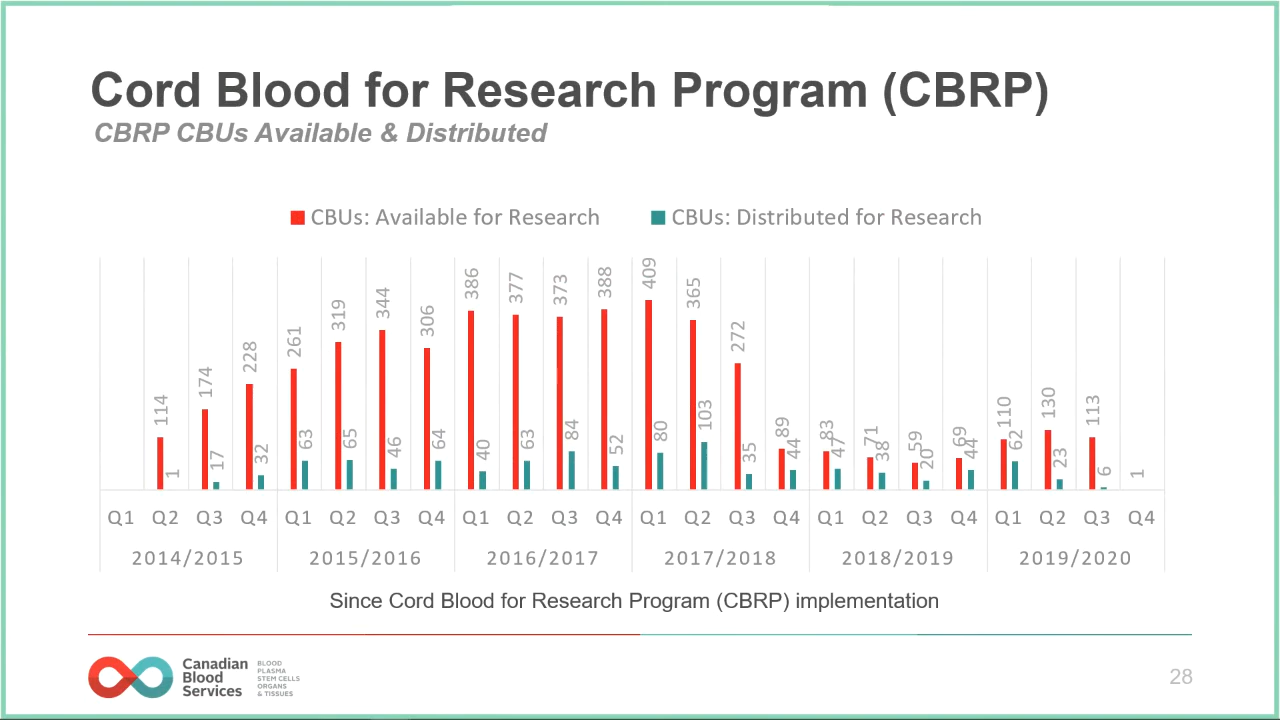 Cord Blood for Research Program (CBRP)
CBRP CBUs Available & Distributed
CBUs: Available for Research CBUs: Distributed for Research
114 1 174 17 228 32 261 63 319 65 344 46 306 64 386 40 377 63 373 84 388 52 409 80 365 103 272 35 89 44 83 47 71 38 59 20 69 44 110 62 130 23 113 6 1
Q1 Q2 Q3 Q4 Q1 Q2 Q3 Q4 Q1 Q2 Q3 Q4 Q1 Q2 Q3 Q4 Q1 Q2 Q3 Q4 Q1 Q2 Q3 Q4
2014/2015 2015/2016 2016/2017 2017/2018 2018/2019 2019/2020
Since Cord Blood for Research Program (CBRP) implementation
Canadian
Blood
Services
BLOOD
PLASMA
STEM CELLS
ORGANS
& TISSUES
28